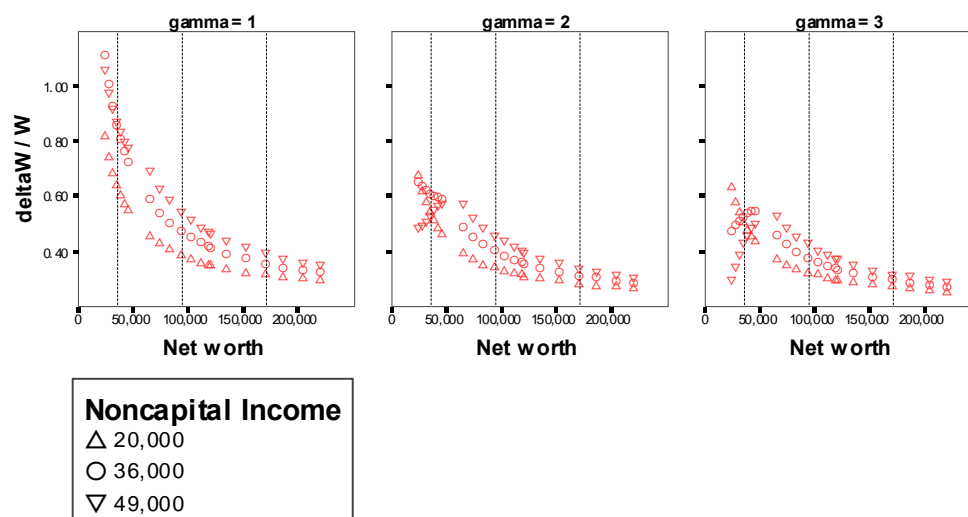 gamma = 1
gamma = 2
gamma = 3
deltaW / W
1.00
0.80
0.60
0.40
0 50,000 100,000 150,000 200,000
0 50,000 100,000 150,000 200,000
0 50,000 100,000 150,000 200,000
Net worth
Net worth
Net worth
Noncapital Income
20,000
36,000
49,000